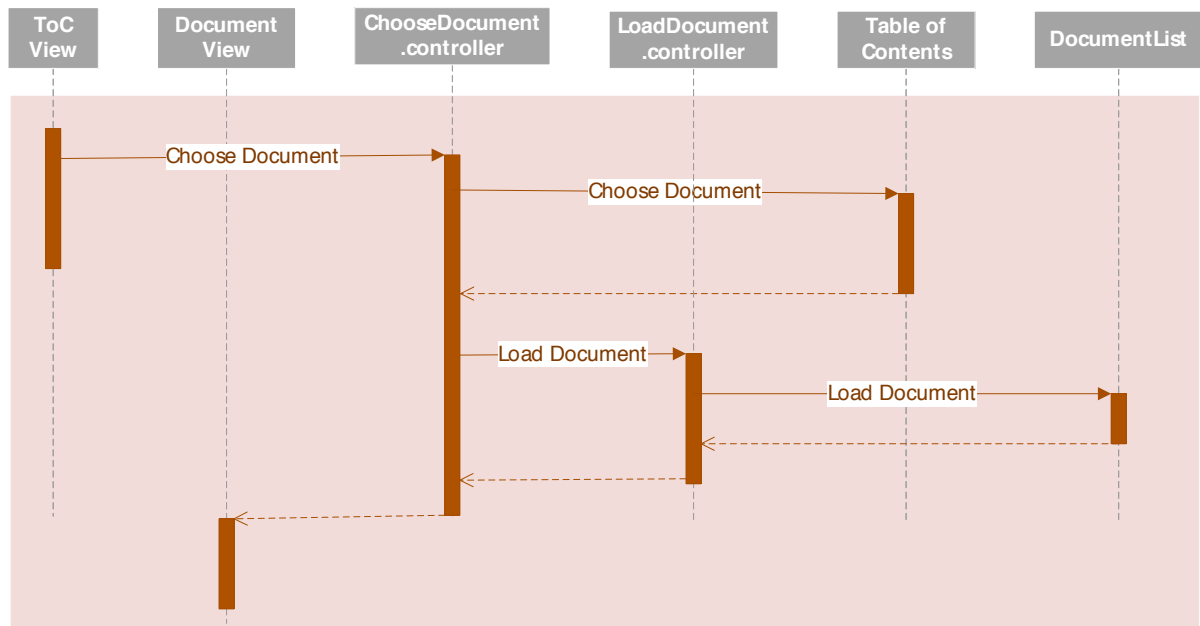 ToC
View
Document
View
ChooseDocument
.controller
LoadDocument
.controller
Table of
Contents
DocumentList
Choose Document
Choose Document
Load Document
Load Document